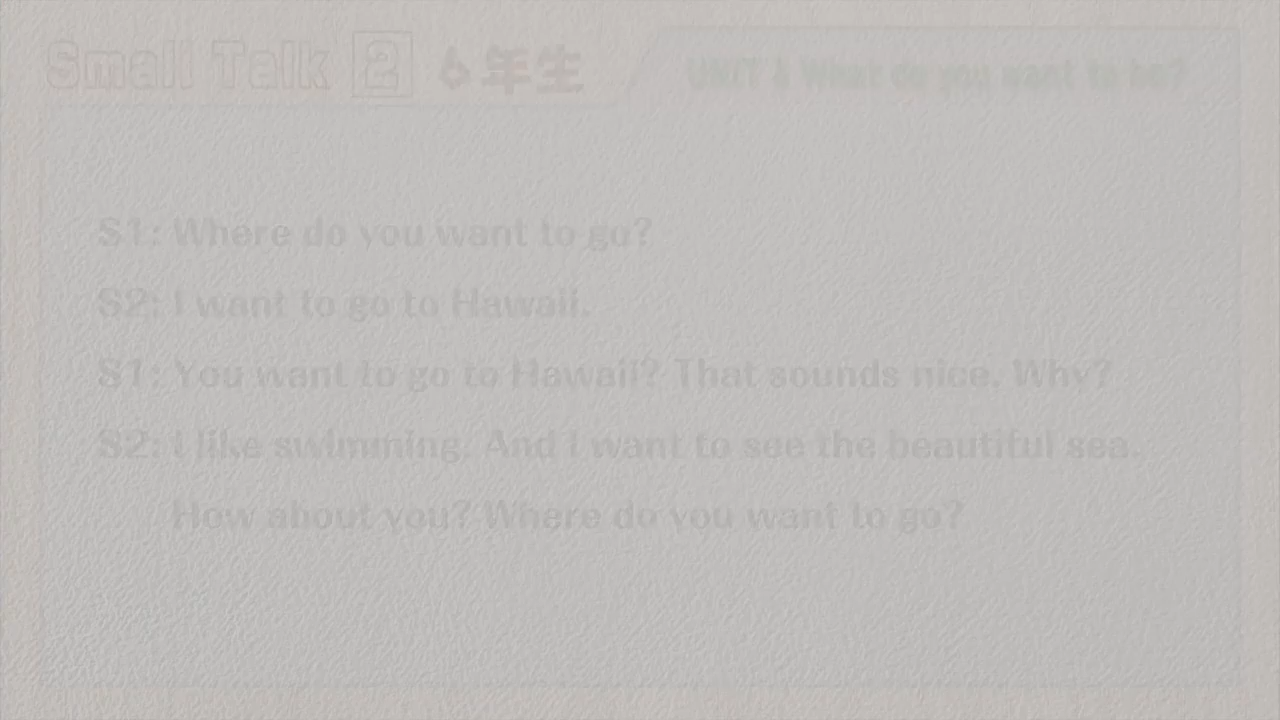 Small Talk 2 6年生
UNIT 4 What do you want to be?
S1: Where do you want to go?
S2: I want to go to Hawaii.
S1: You want to go to Hawaii? That sounds nice. Why?
S2: I like swimming. And I want to see the beautiful sea.
How about you? Where do you want to go?